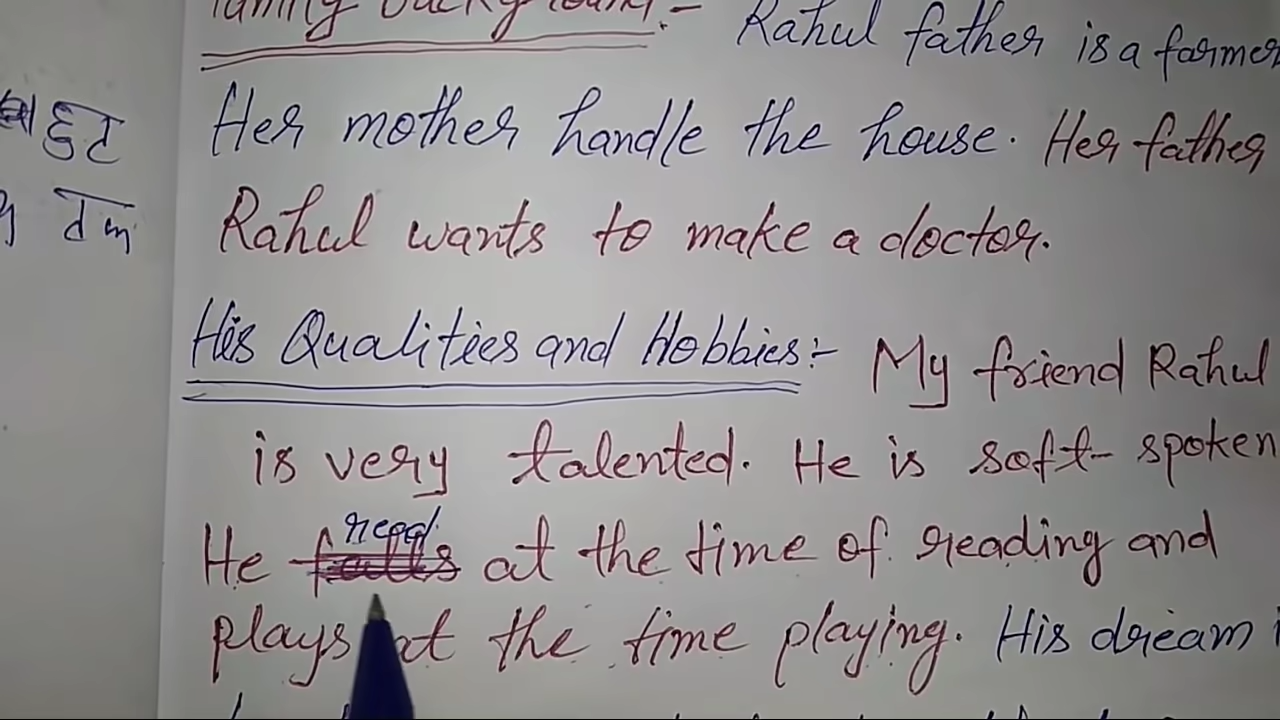 family background:- Rahul father is a farmer
Her mother handle the house. Her father
Rahul wants to make a doctor.
His Qualities and Hobbies:- My friend Rahul
is very talented. He is soft-spoken
He read at the time of reading and
plays at the time playing. His dream